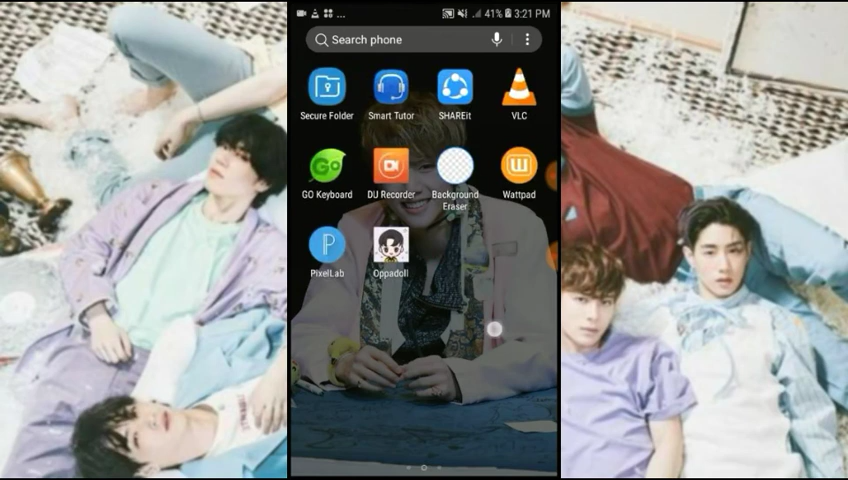 ... 41% 3:21 PM
Search phone
Secure Folder
Smart Tutor
SHAREit
VLC
GO Keyboard
DU Recorder
Background
Eraser
Wattpad
PixelLab
Oppadoll
GO
W
P